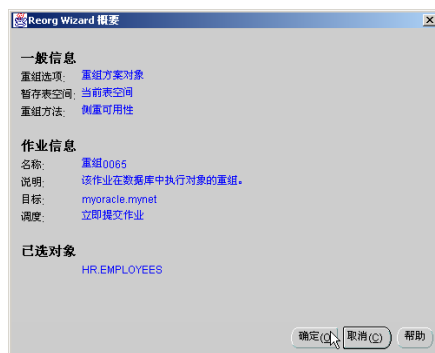 Reorg Wizard 概要
一般信息
重组选项: 重组方案对象
暂存表空间: 当前表空间
重组方法: 侧重可用性
作业信息
名称: 重组0065
说明: 该作业在数据库中执行对象的重组。
目标: myoracle.mynet
调度: 立即提交作业
已选对象
HR.EMPLOYEES
确定(O) 取消(C) 帮助